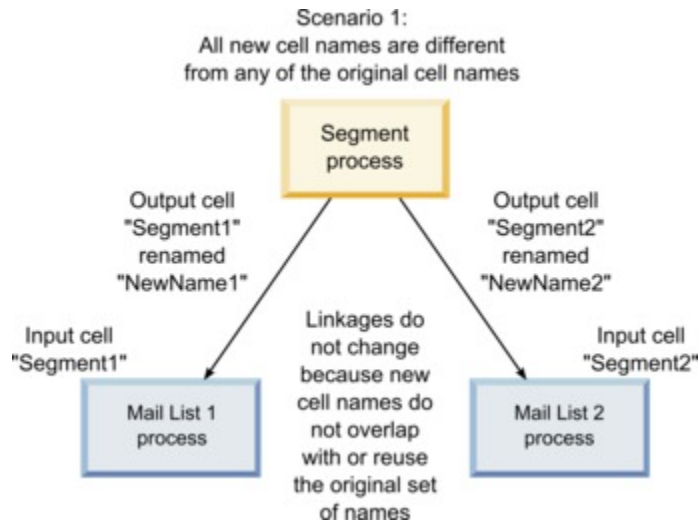 Scenario 1:
All new cell names are different
from any of the original cell names
Segment
process
Output cell
"Segment1"
renamed
"NewName1"
Output cell
"Segment2"
renamed
"NewName2"
Input cell
"Segment1"
Linkages do
not change
because new
cell names do
not overlap
with or reuse
the original set
of names
Input cell
"Segment2"
Mail List 1
process
Mail List 2
process